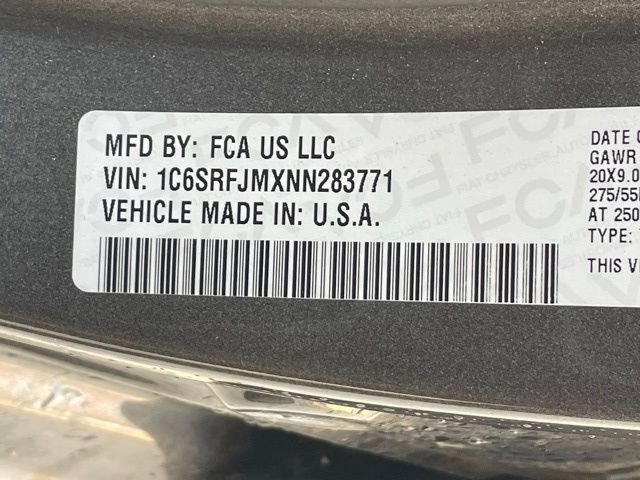 MFD BY: FCA US LLC
VIN: 1C6SRFJMXNN283771
VEHICLE MADE IN: U.S.A.
DATE O
GAWR
20X9.0
275/55
AT 250
TYPE:
THIS V